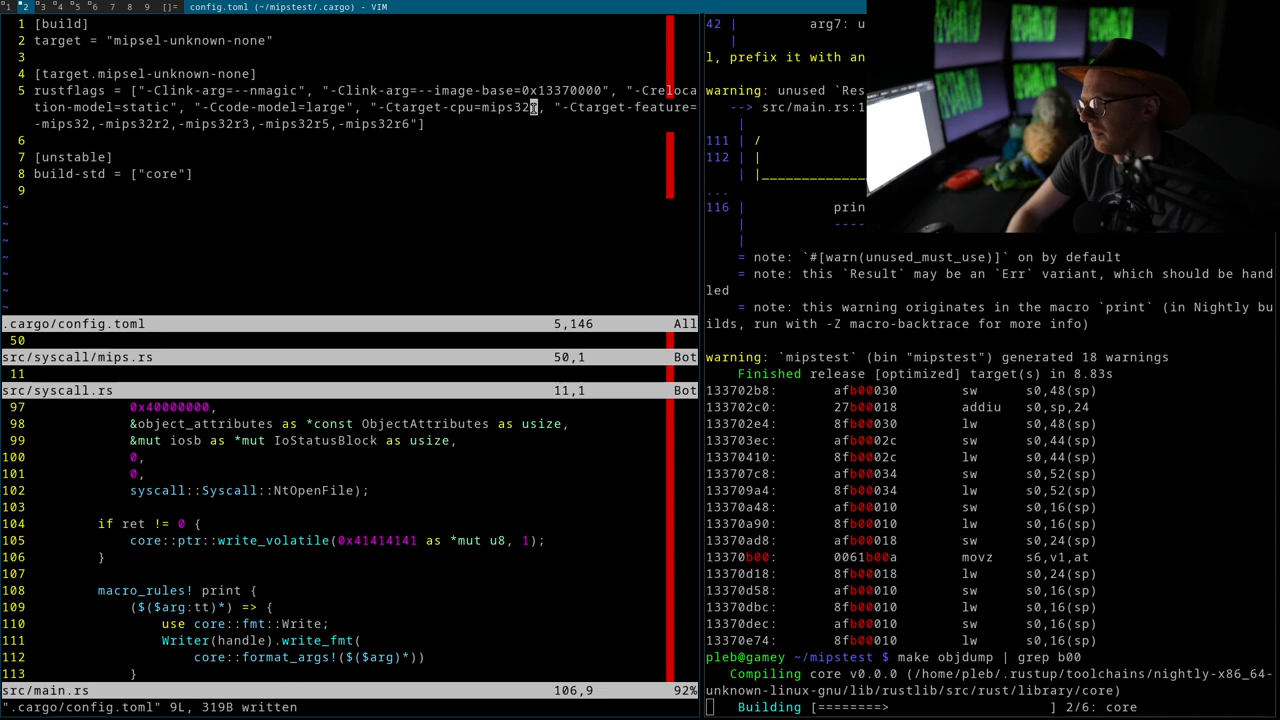 1 2 3 4 5 6 7 8 9 []= config.toml (~/mipstest/.cargo) - VIM
1 [build]
2 target = "mipsel-unknown-none"
3
4 [target.mipsel-unknown-none]
5 rustflags = ["-Clink-arg=--nmagic", "-Clink-arg=--image-base=0x13370000", "-Creloca
tion-model=static", "-Ccode-model=large", "-Ctarget-cpu=mips32", "-Ctarget-feature=
-mips32,-mips32r2,-mips32r3,-mips32r5,-mips32r6"]
6
7 [unstable]
8 build-std = ["core"]
9
~
~
~
~
~
~
~
.cargo/config.toml 5,146 All
50
src/syscall/mips.rs 50,1 Bot
11
src/syscall.rs 11,1 Bot
97 0x40000000,
98 &object_attributes as *const ObjectAttributes as usize,
99 &mut iosb as *mut IoStatusBlock as usize,
100 0,
101 0,
102 syscall::Syscall::NtOpenFile);
103
104 if ret != 0 {
105 core::ptr::write_volatile(0x41414141 as *mut u8, 1);
106 }
107
108 macro_rules! print {
109 ($($arg:tt)*) => {
110 use core::fmt::Write;
111 Writer(handle).write_fmt(
112 core::format_args!($($arg)*))
113 }
src/main.rs 106,9 92%
".cargo/config.toml" 9L, 319B written
42 | arg7: u
|
l, prefix it with an
warning: unused `Res
--> src/main.rs:1
|
111 | /
112 | |
| |_
...
116 | prin
| ----
|
= note: `#[warn(unused_must_use)]` on by default
= note: this `Result` may be an `Err` variant, which should be hand
led
= note: this warning originates in the macro `print` (in Nightly bu
ilds, run with -Z macro-backtrace for more info)
warning: `mipstest` (bin "mipstest") generated 18 warnings
Finished release [optimized] target(s) in 8.83s
133702b8: afb00030 sw s0,48(sp)
133702c0: 27b00018 addiu s0,sp,24
133702e4: 8fb00030 lw s0,48(sp)
133703ec: afb0002c sw s0,44(sp)
13370410: 8fb0002c lw s0,44(sp)
133707c8: afb00034 sw s0,52(sp)
133709a4: 8fb00034 lw s0,52(sp)
13370a48: afb00010 sw s0,16(sp)
13370a90: 8fb00010 lw s0,16(sp)
13370ad8: afb00018 sw s0,24(sp)
13370b00: 0061b00a movz s6,v1,at
13370d18: 8fb00018 lw s0,24(sp)
13370d58: 8fb00010 lw s0,16(sp)
13370dbc: 8fb00010 lw s0,16(sp)
13370dec: afb00010 sw s0,16(sp)
13370e74: 8fb00010 lw s0,16(sp)
pleb@gamey ~/mipstest $ make objdump | grep b00
Compiling core v0.0.0 (/home/pleb/.rustup/toolchains/nightly-x86_64-
unknown-linux-gnu/lib/rustlib/src/rust/library/core)
Building [========> ] 2/6: core